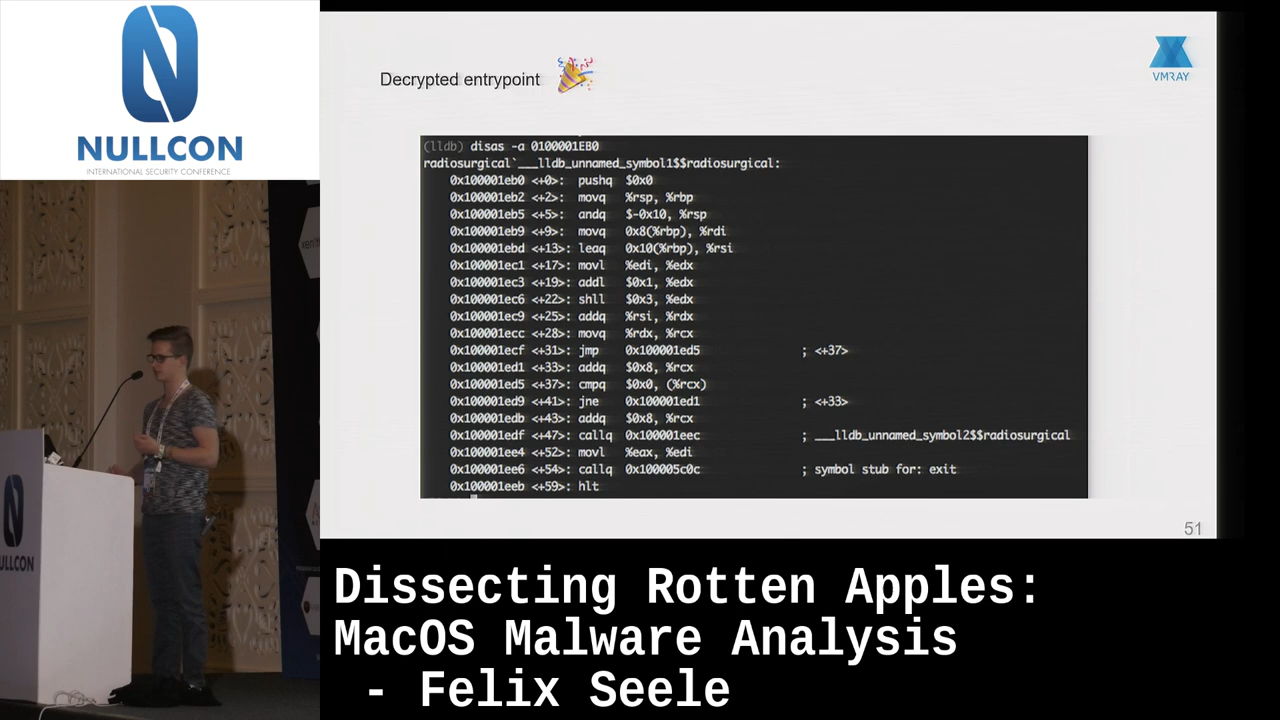 NULLCON
INTERNATIONAL SECURITY CONFERENCE
Decrypted entrypoint
VMRAY
(lldb) disas -a 0100001EB0
radiosurgical`___lldb_unnamed_symbol1$$radiosurgical:
0x100001eb0 <+0>: pushq $0x0
0x100001eb2 <+2>: movq %rsp, %rbp
0x100001eb5 <+5>: andq $-0x10, %rsp
0x100001eb9 <+9>: movq 0x8(%rbp), %rdi
0x100001ebd <+13>: leaq 0x10(%rbp), %rsi
0x100001ec1 <+17>: movl %edi, %edx
0x100001ec3 <+19>: addl $0x1, %edx
0x100001ec6 <+22>: shll $0x3, %edx
0x100001ec9 <+25>: addq %rsi, %rdx
0x100001ecc <+28>: movq %rdx, %rcx
0x100001ecf <+31>: jmp 0x100001ed5 ; <+37>
0x100001ed1 <+33>: addq $0x8, %rcx
0x100001ed5 <+37>: cmpq $0x0, (%rcx)
0x100001ed9 <+41>: jne 0x100001ed1 ; <+33>
0x100001edb <+43>: addq $0x8, %rcx
0x100001edf <+47>: callq 0x100001eec ; ___lldb_unnamed_symbol2$$radiosurgical
0x100001ee4 <+52>: movl %eax, %edi
0x100001ee6 <+54>: callq 0x100005c0c ; symbol stub for: exit
0x100001eeb <+59>: hlt
51
NULLCON
Dissecting Rotten Apples:
MacOS Malware Analysis
- Felix Seele